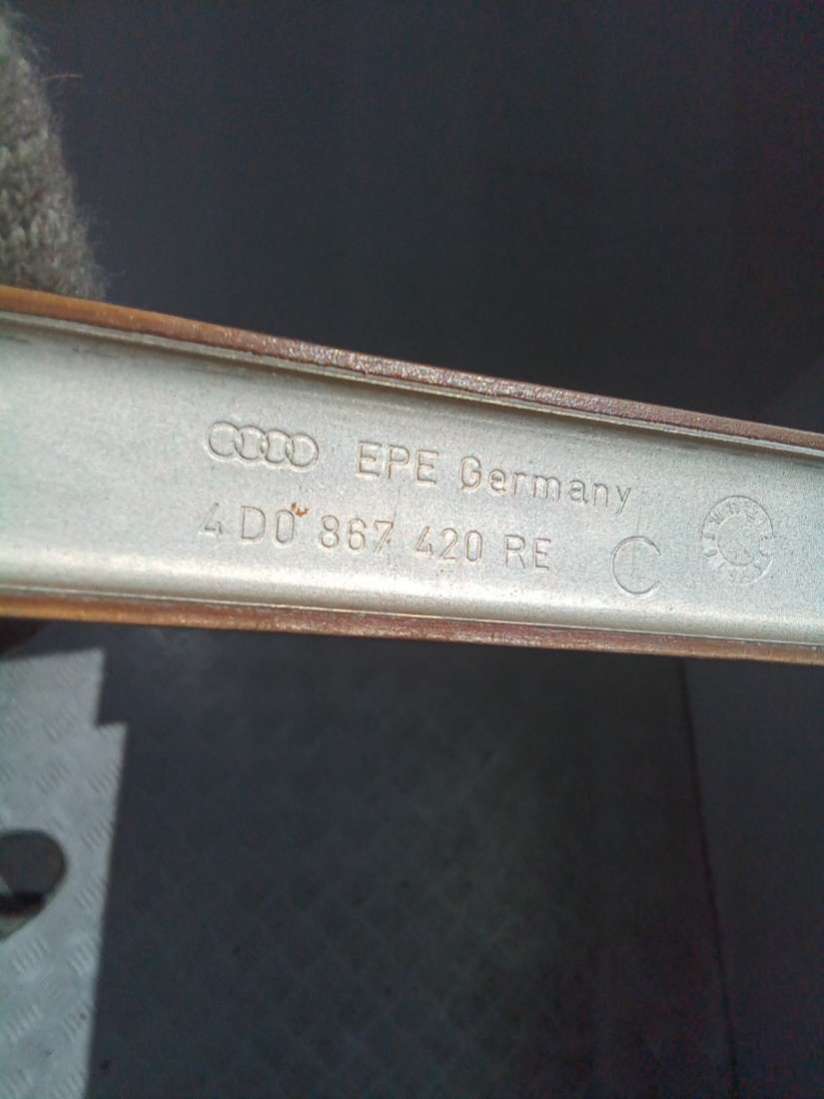 EPE Germany
4D0 867 420 RE
C